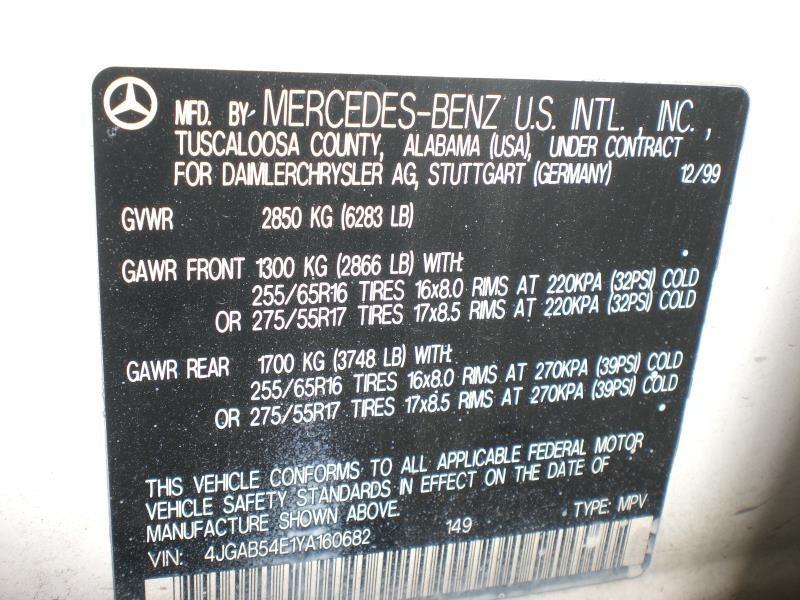 MFD. BY MERCEDES-BENZ U.S. INTL., INC.,
TUSCALOOSA COUNTY, ALABAMA (USA), UNDER CONTRACT
FOR DAIMLERCHRYSLER AG, STUTTGART (GERMANY) 12/99
GVWR 2850 KG (6283 LB)
GAWR FRONT 1300 KG (2866 LB) WITH:
255/65R16 TIRES 16x8.0 RIMS AT 220KPA (32PSI) COLD
OR 275/55R17 TIRES 17x8.5 RIMS AT 220KPA (32PSI) COLD
GAWR REAR 1700 KG (3748 LB) WITH:
255/65R16 TIRES 16x8.0 RIMS AT 270KPA (39PSI) COLD
OR 275/55R17 TIRES 17x8.5 RIMS AT 270KPA (39PSI) COLD
THIS VEHICLE CONFORMS TO ALL APPLICABLE FEDERAL MOTOR
VEHICLE SAFETY STANDARDS IN EFFECT ON THE DATE OF
MANUFACTURE SHOWN ABOVE.
VIN: 4JGAB54E1YA160682 149 TYPE: MPV